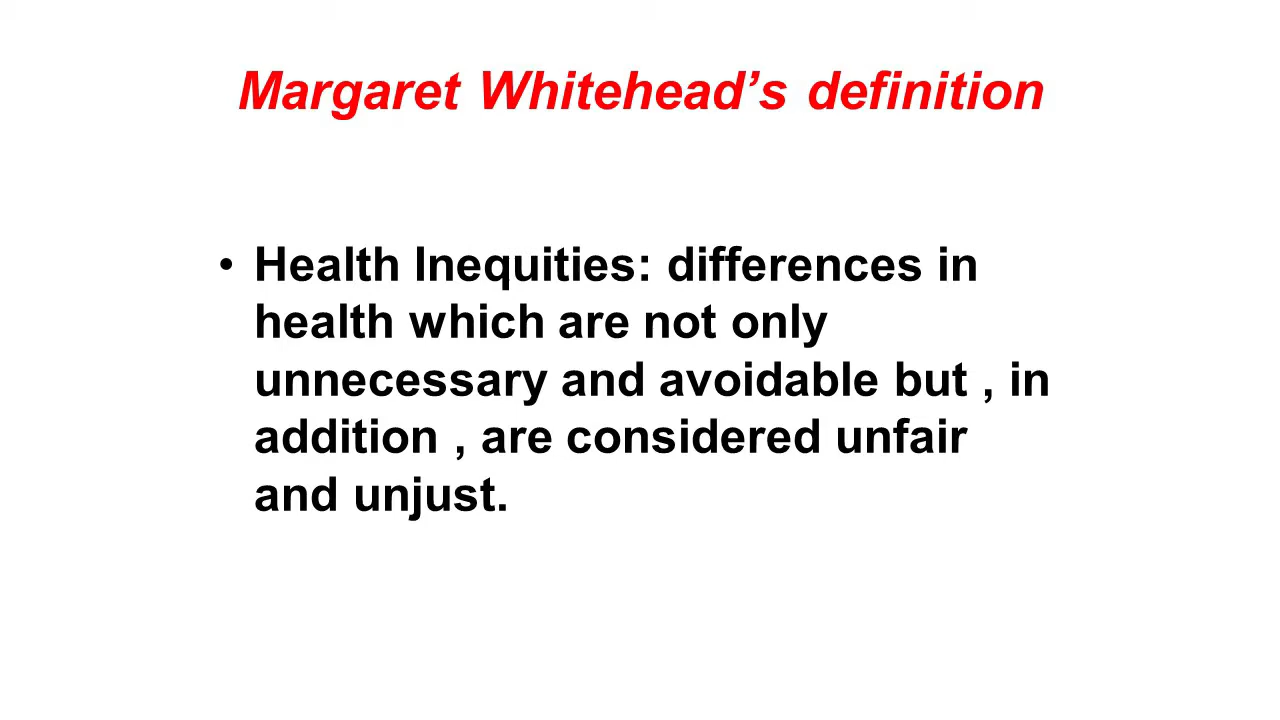 Margaret Whitehead’s definition
• Health Inequities: differences in
health which are not only
unnecessary and avoidable but , in
addition , are considered unfair
and unjust.